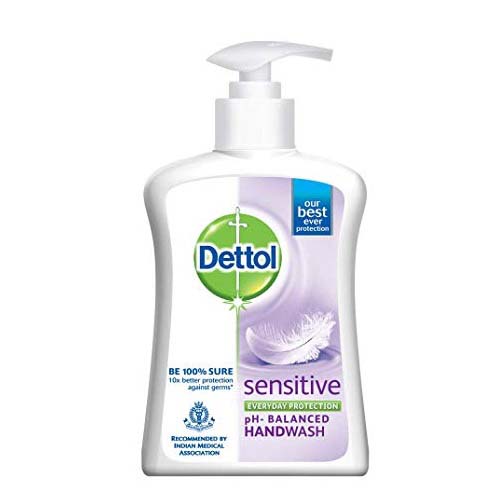 our
best
ever
protection
Dettol
BE 100% SURE
10x better protection
against germs*
RECOMMENDED BY
INDIAN MEDICAL
ASSOCIATION
sensitive
EVERYDAY PROTECTION
pH- BALANCED
HANDWASH